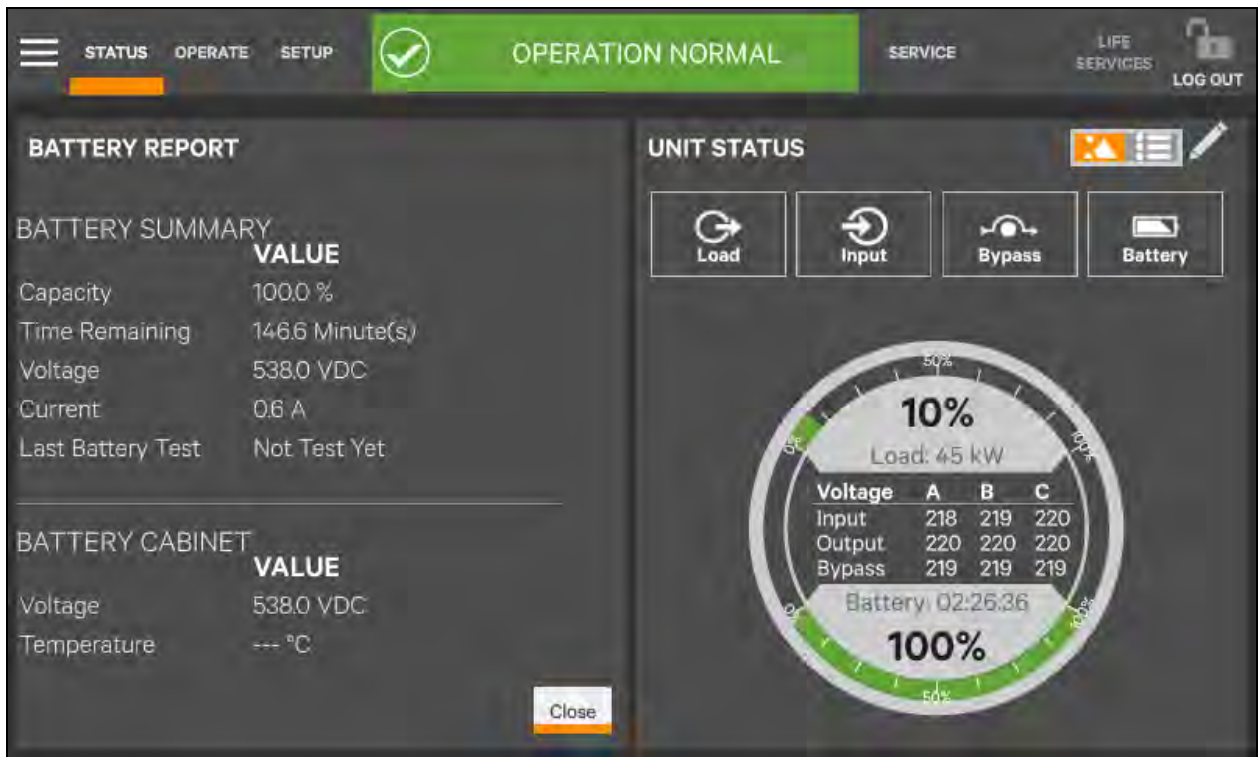 STATUS OPERATE SETUP OPERATION NORMAL SERVICE LIFE SERVICES LOG OUT
BATTERY REPORT
BATTERY SUMMARY
VALUE
Capacity 100.0 %
Time Remaining 146.6 Minute(s)
Voltage 538.0 VDC
Current 0.6 A
Last Battery Test Not Test Yet
BATTERY CABINET
VALUE
Voltage 538.0 VDC
Temperature --- °C
Close
UNIT STATUS
Load Input Bypass Battery
50%
10%
0% 100%
Load: 45 kW
Voltage A B C
Input 218 219 220
Output 220 220 220
Bypass 219 219 219
Battery: 02:26:36
0% 100%
100%
50%